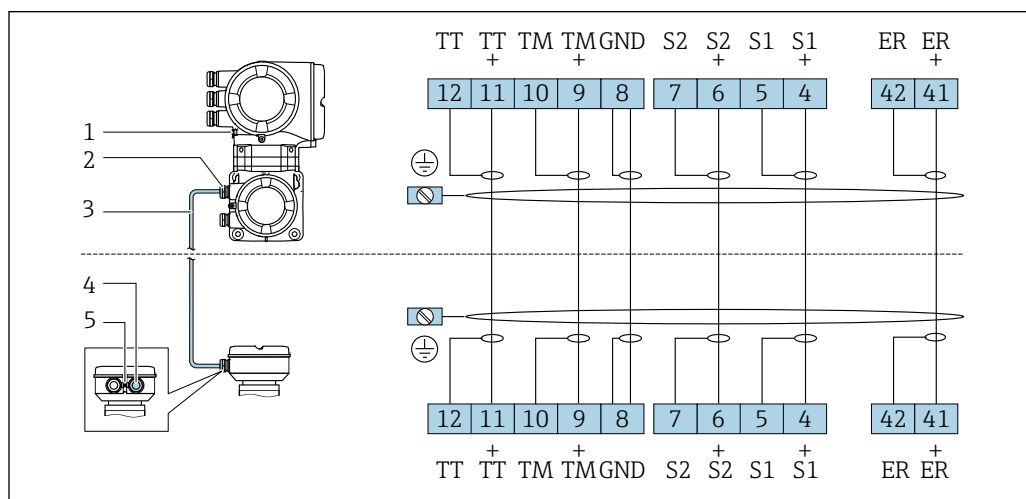 TT TT TM TM GND S2 S2 S1 S1 ER ER
+ + + + +
12 11 10 9 8 7 6 5 4 42 41
1
2
3
4
5
12 11 10 9 8 7 6 5 4 42 41
+ + + + +
TT TT TM TM GND S2 S2 S1 S1 ER ER